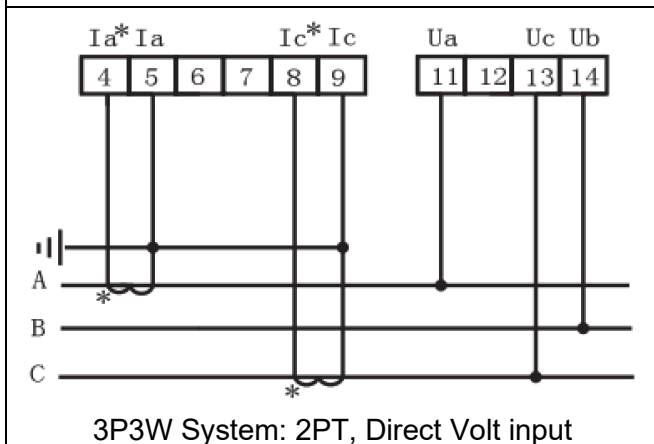 Ia* Ia Ic* Ic Ua Uc Ub
4 5 6 7 8 9 11 12 13 14
A
*
B
C
*
3P3W System: 2PT, Direct Volt input